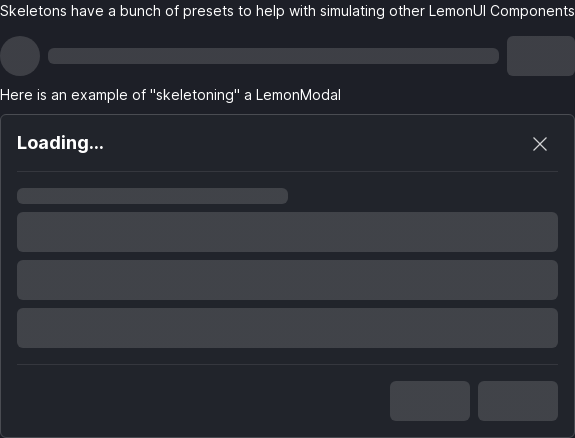 Skeletons have a bunch of presets to help with simulating other LemonUI Components
Here is an example of "skeletoning" a LemonModal
Loading...